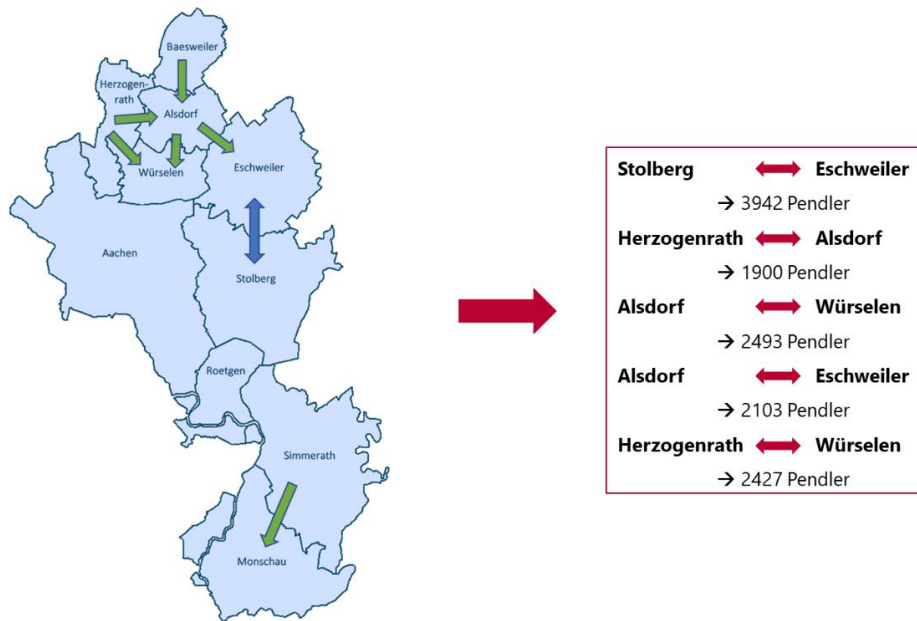 Baesweiler
Herzogen-
rath
Alsdorf
Eschweiler
Würselen
Aachen
Stolberg
Roetgen
Simmerath
Monschau
Stolberg Eschweiler
→ 3942 Pendler
Herzogenrath Alsdorf
→ 1900 Pendler
Alsdorf Würselen
→ 2493 Pendler
Alsdorf Eschweiler
→ 2103 Pendler
Herzogenrath Würselen
→ 2427 Pendler